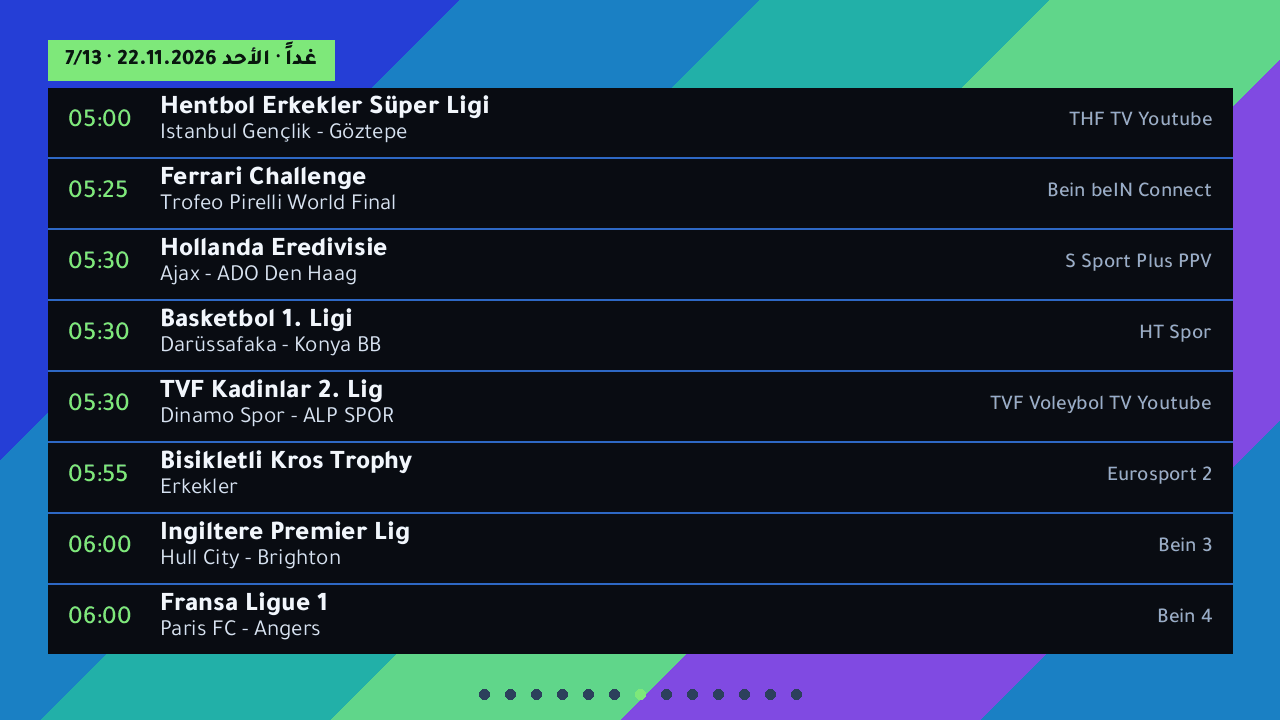 غداً · الأحد 22.11.2026 · 7/13
05:00
Hentbol Erkekler Süper Ligi
Istanbul Gençlik - Göztepe
THF TV Youtube
05:25
Ferrari Challenge
Trofeo Pirelli World Final
Bein beIN Connect
05:30
Hollanda Eredivisie
Ajax - ADO Den Haag
S Sport Plus PPV
05:30
Basketbol 1. Ligi
Darüssafaka - Konya BB
HT Spor
05:30
TVF Kadinlar 2. Lig
Dinamo Spor - ALP SPOR
TVF Voleybol TV Youtube
05:55
Bisikletli Kros Trophy
Erkekler
Eurosport 2
06:00
Ingiltere Premier Lig
Hull City - Brighton
Bein 3
06:00
Fransa Ligue 1
Paris FC - Angers
Bein 4